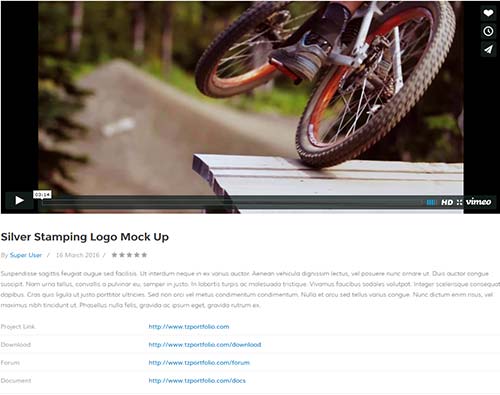 03:14
HD vimeo
Silver Stamping Logo Mock Up
By Super User / 16 March 2016 /
Suspendisse sagittis feugiat augue sed facilisis. Ut interdum neque in ex varius auctor. Aenean vehicula dignissim lectus, vel posuere nunc ornare ut. Duis auctor congue
suscipit. Nam urna tellus, convallis a pulvinar eu, semper in justo. In lobortis turpis ac malesuada tristique. Vivamus faucibus sodales volutpat. Integer scelerisque consequat
dapibus. Cras quis ligula ut justo porttitor ultricies. Sed non orci vel metus condimentum condimentum. Nulla et arcu sed tellus varius congue. Nunc dictum enim risus, vel
maximus nibh tincidunt ut. Phasellus nulla felis, gravida ac ipsum eget, gravida rutrum ex.
Project Link http://www.tzportfolio.com
Download http://www.tzportfolio.com/download
Forum http://www.tzportfolio.com/forum
Document http://www.tzportfolio.com/docs